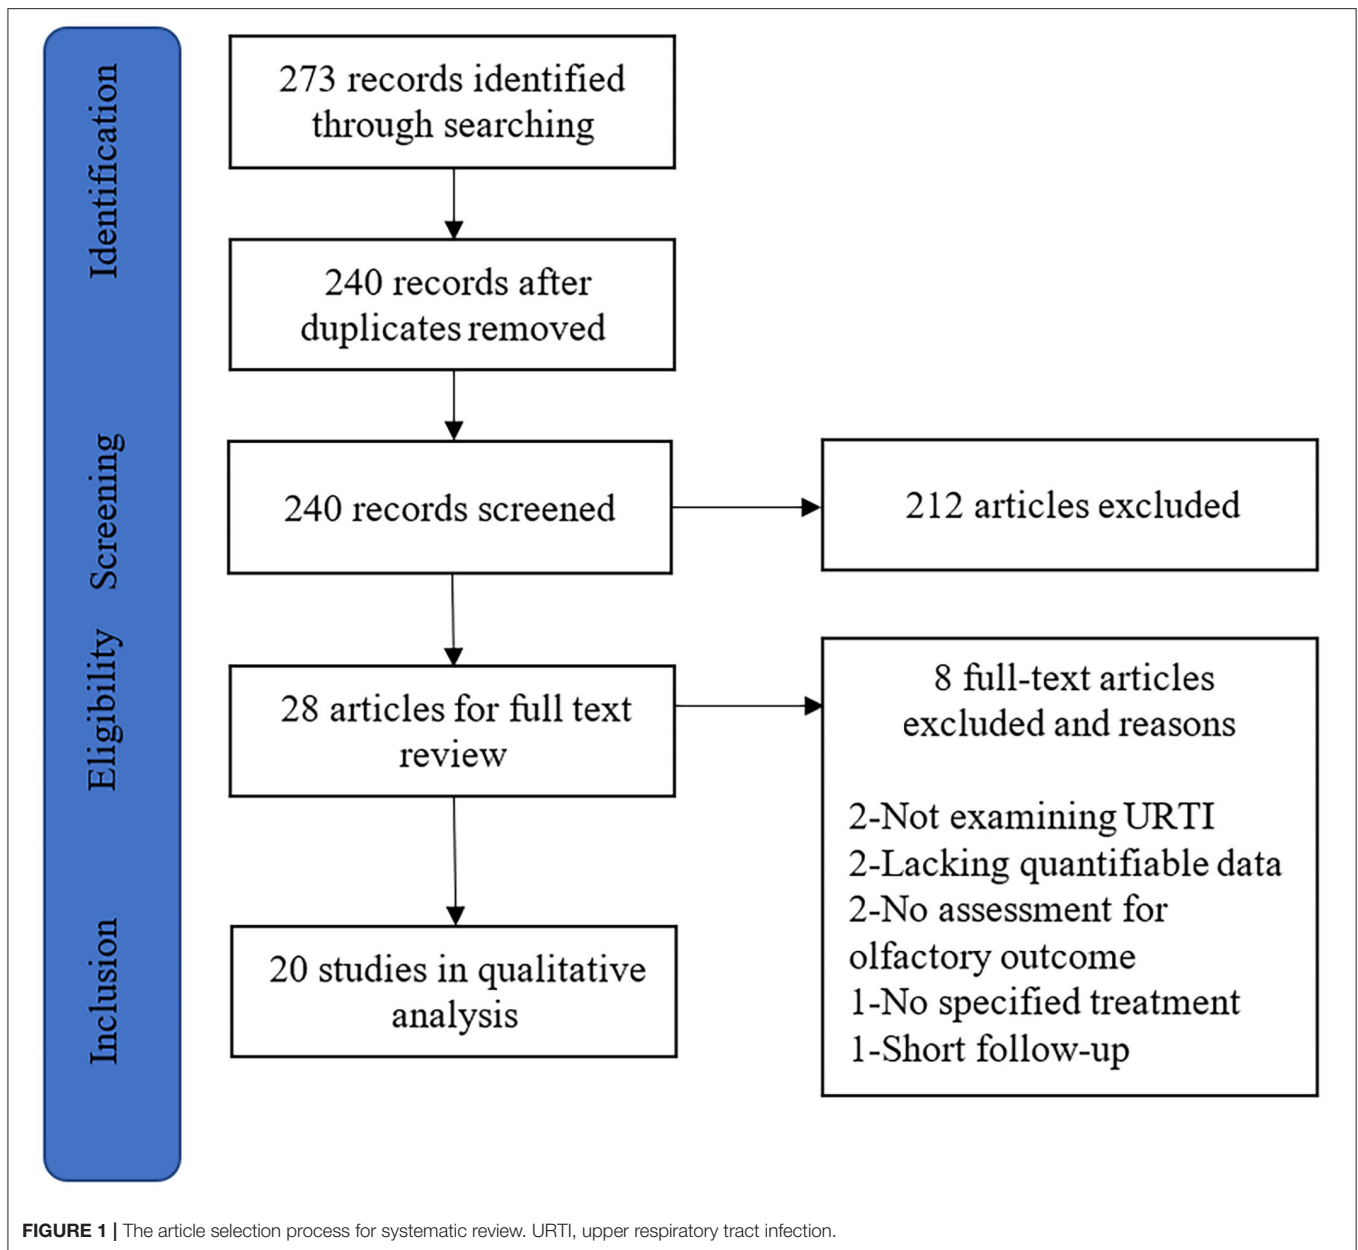 Identification
273 records identified
through searching
240 records after
duplicates removed
Screening
240 records screened
212 articles excluded
Eligibility
28 articles for full text
review
8 full-text articles
excluded and reasons
2-Not examining URTI
2-Lacking quantifiable data
2-No assessment for
olfactory outcome
1-No specified treatment
1-Short follow-up
Inclusion
20 studies in qualitative
analysis
FIGURE 1 | The article selection process for systematic review. URTI, upper respiratory tract infection.